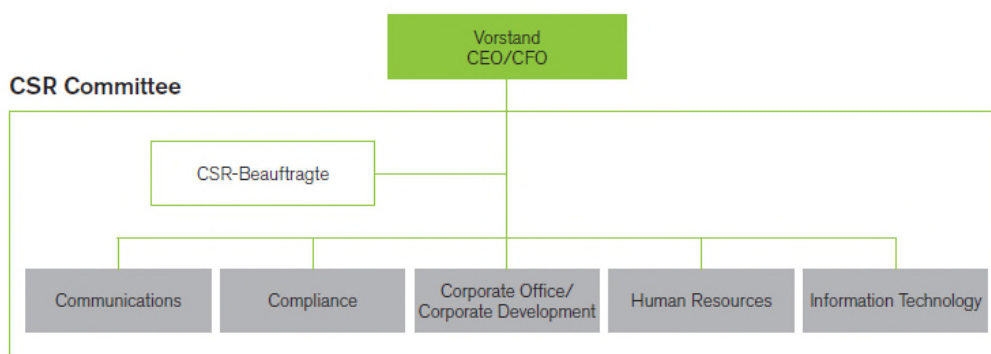 Vorstand
CEO/CFO
CSR Committee
CSR-Beauftragte
Communications
Compliance
Corporate Office/
Corporate Development
Human Resources
Information Technology